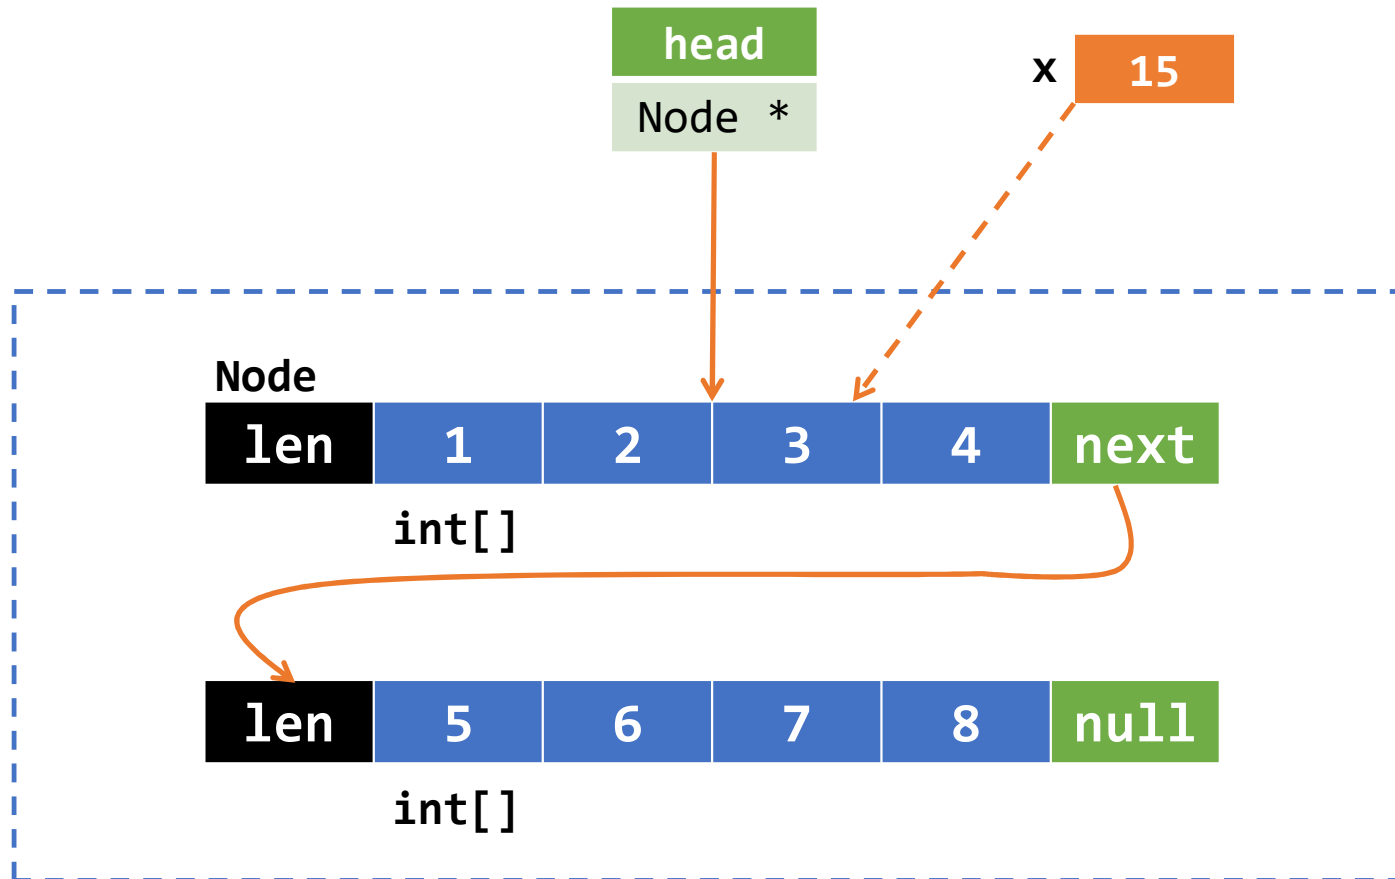 head
x 15
Node *
Node
len 1 2 3 4 next
int[]
len 5 6 7 8 null
int[]